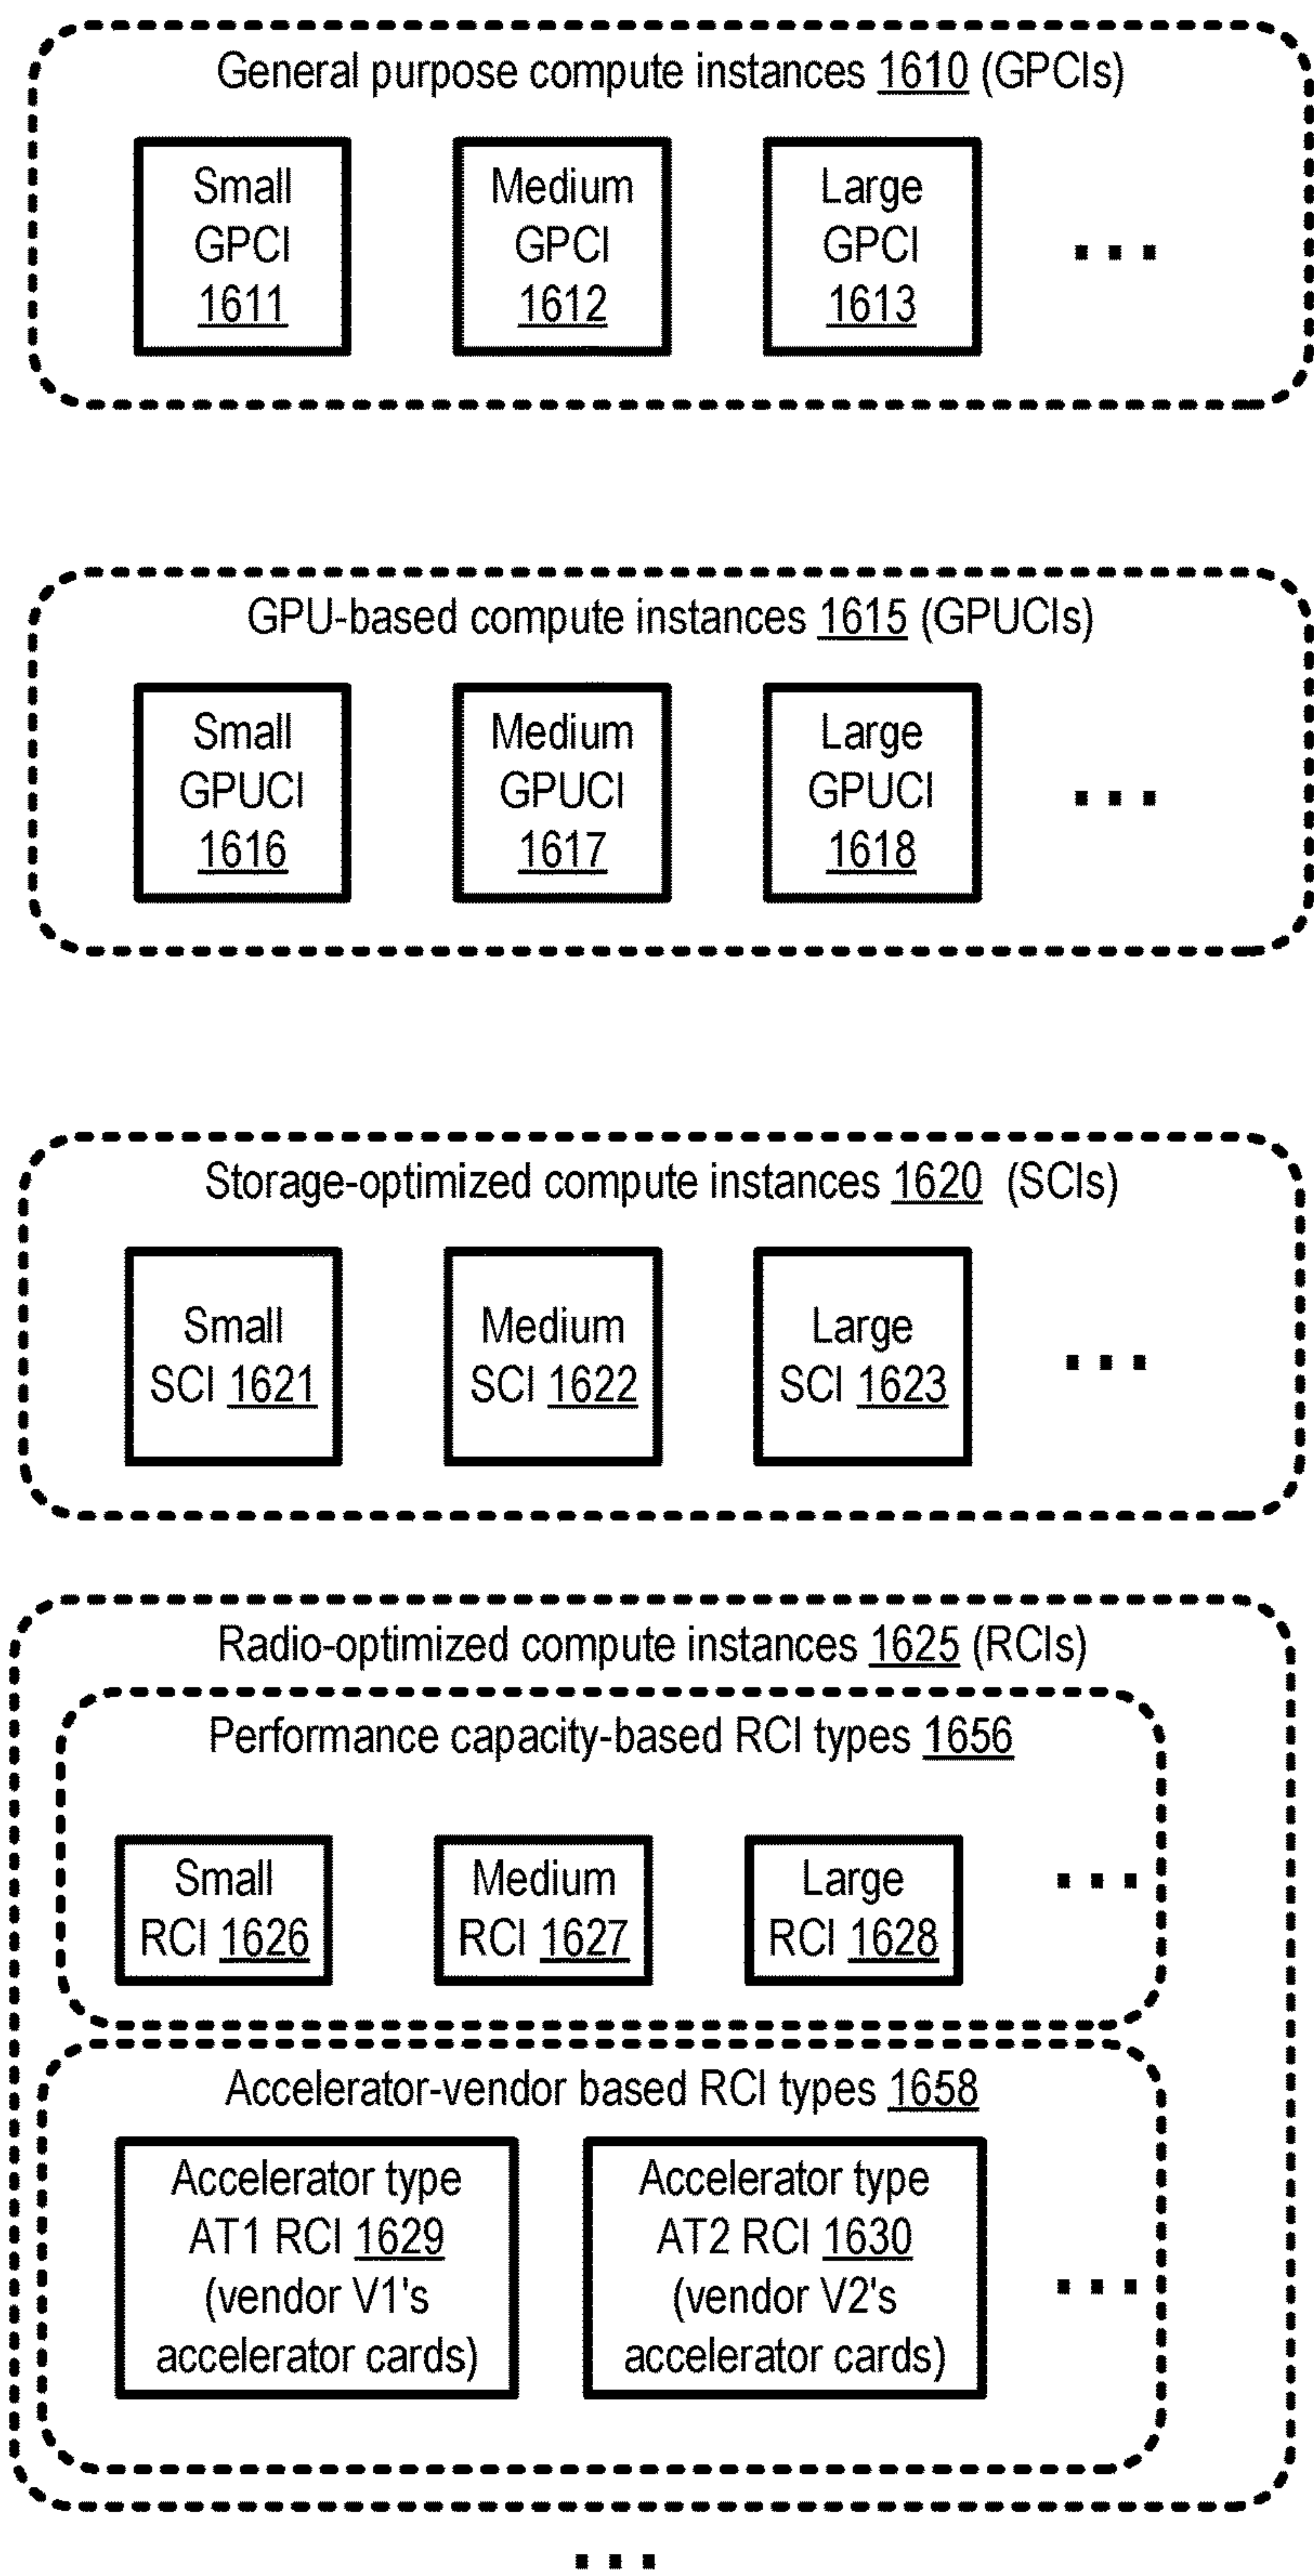 General purpose compute instances 1610 (GPCIs)
Small GPCI 1611
Medium GPCI 1612
Large GPCI 1613
...
GPU-based compute instances 1615 (GPUCIs)
Small GPUCI 1616
Medium GPUCI 1617
Large GPUCI 1618
...
Storage-optimized compute instances 1620 (SCIs)
Small SCI 1621
Medium SCI 1622
Large SCI 1623
...
Radio-optimized compute instances 1625 (RCIs)
Performance capacity-based RCI types 1656
Small RCI 1626
Medium RCI 1627
Large RCI 1628
...
Accelerator-vendor based RCI types 1658
Accelerator type
AT1 RCI 1629
(vendor V1's
accelerator cards)
Accelerator type
AT2 RCI 1630
(vendor V2's
accelerator cards)
...
...